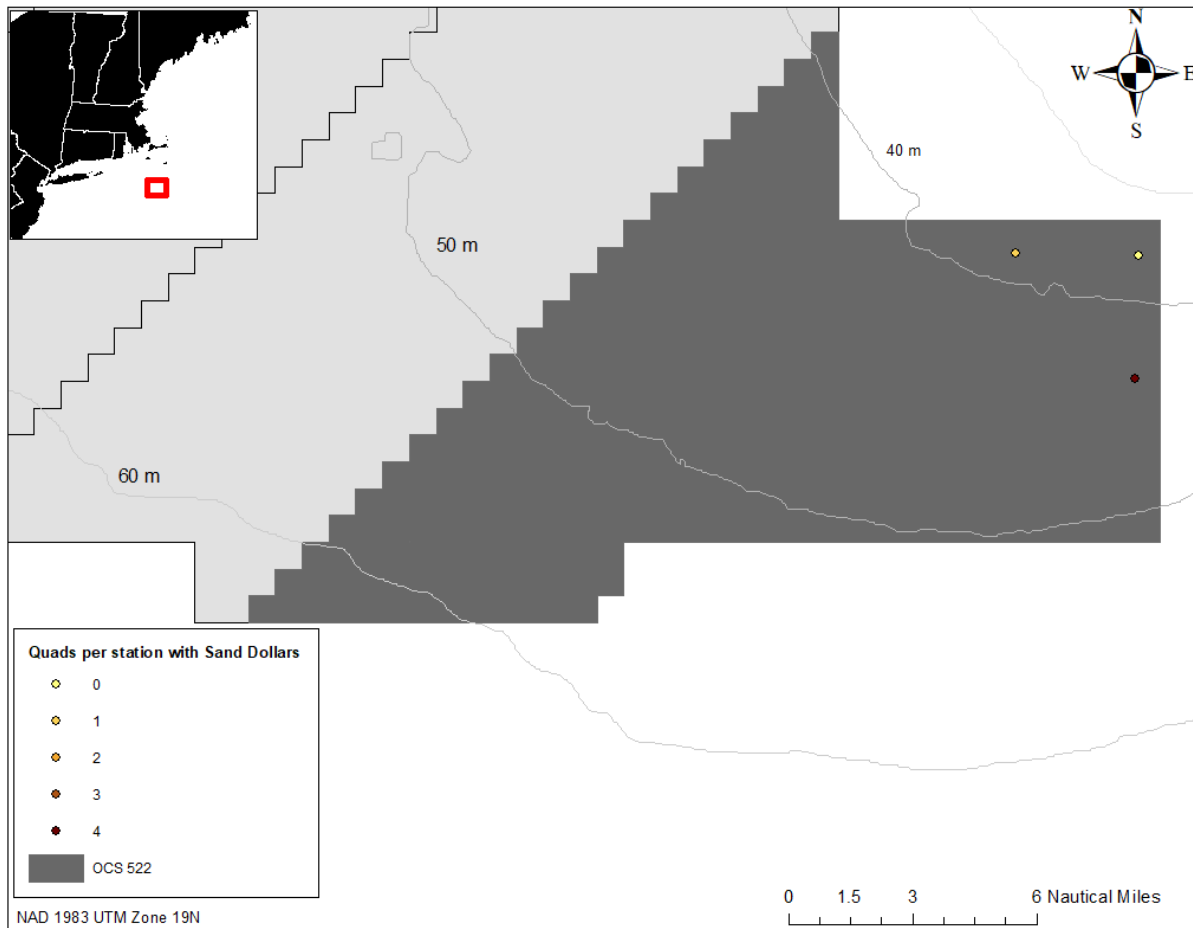 N
W E
S
40 m
50 m
60 m
Quads per station with Sand Dollars
0
1
2
3
4
OCS 522
NAD 1983 UTM Zone 19N
0 1.5 3 6 Nautical Miles